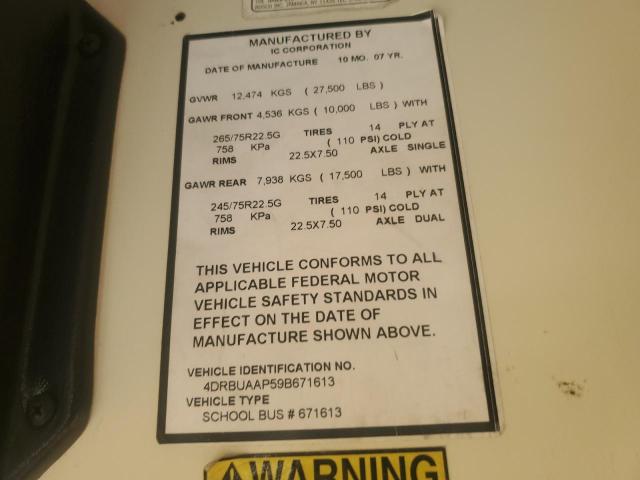 BOSCH INC. JAMAICA, NY
MANUFACTURED BY
IC CORPORATION
DATE OF MANUFACTURE 10 MO. 07 YR.
GVWR 12,474 KGS ( 27,500 LBS )
GAWR FRONT 4,536 KGS ( 10,000 LBS ) WITH
265/75R22.5G TIRES 14 PLY AT
758 KPa ( 110 PSI) COLD
RIMS 22.5X7.50 AXLE SINGLE
GAWR REAR 7,938 KGS ( 17,500 LBS ) WITH
245/75R22.5G TIRES 14 PLY AT
758 KPa ( 110 PSI) COLD
RIMS 22.5X7.50 AXLE DUAL
THIS VEHICLE CONFORMS TO ALL
APPLICABLE FEDERAL MOTOR
VEHICLE SAFETY STANDARDS IN
EFFECT ON THE DATE OF
MANUFACTURE SHOWN ABOVE.
VEHICLE IDENTIFICATION NO.
4DRBUAAP59B671613
VEHICLE TYPE
SCHOOL BUS # 671613
WARNING